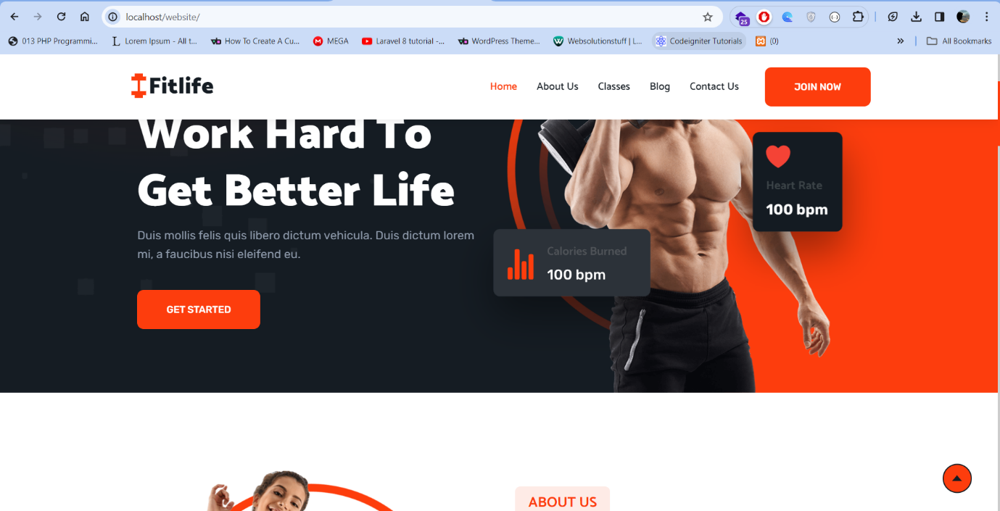 localhost/website/
25
013 PHP Programmi...
Lorem Ipsum - All t...
How To Create A Cu...
MEGA
Laravel 8 tutorial -...
WordPress Theme...
Websolutionstuff | L...
Codeigniter Tutorials
(0)
All Bookmarks
Fitlife
Home
About Us
Classes
Blog
Contact Us
JOIN NOW
Work Hard To
Get Better Life
Duis mollis felis quis libero dictum vehicula. Duis dictum lorem
mi, a faucibus nisi eleifend eu.
GET STARTED
Heart Rate
100 bpm
Calories Burned
100 bpm
ABOUT US